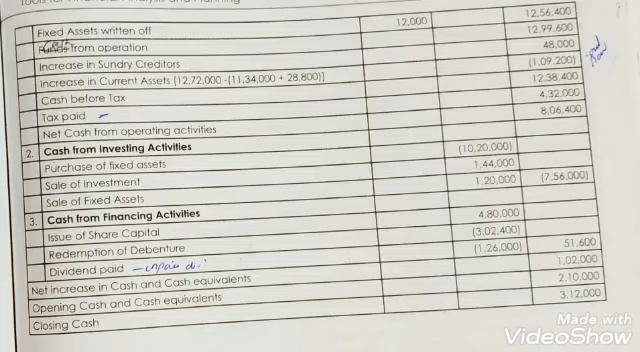 Tools for Financial Analysis and Planning
12,56,400
Fixed Assets written off 12,000 12,99,600
Funds from operation 48,000
Increase in Sundry Creditors (1,09,200)
Increase in Current Assets [12,72,000 -(11,34,000 + 28,800)] 12,38,400
Cash before Tax 4,32,000
Tax paid 8,06,400
Net Cash from operating activities
2. Cash from Investing Activities
Purchase of fixed assets (10,20,000)
Sale of Investment 1,44,000
Sale of Fixed Assets 1,20,000 (7,56,000)
3. Cash from Financing Activities
Issue of Share Capital 4,80,000
Redemption of Debenture (3,02,400)
Dividend paid (1,26,000) 51,600
Net increase in Cash and Cash equivalents 1,02,000
Opening Cash and Cash equivalents 2,10,000
Closing Cash 3,12,000
Made with
VideoShow